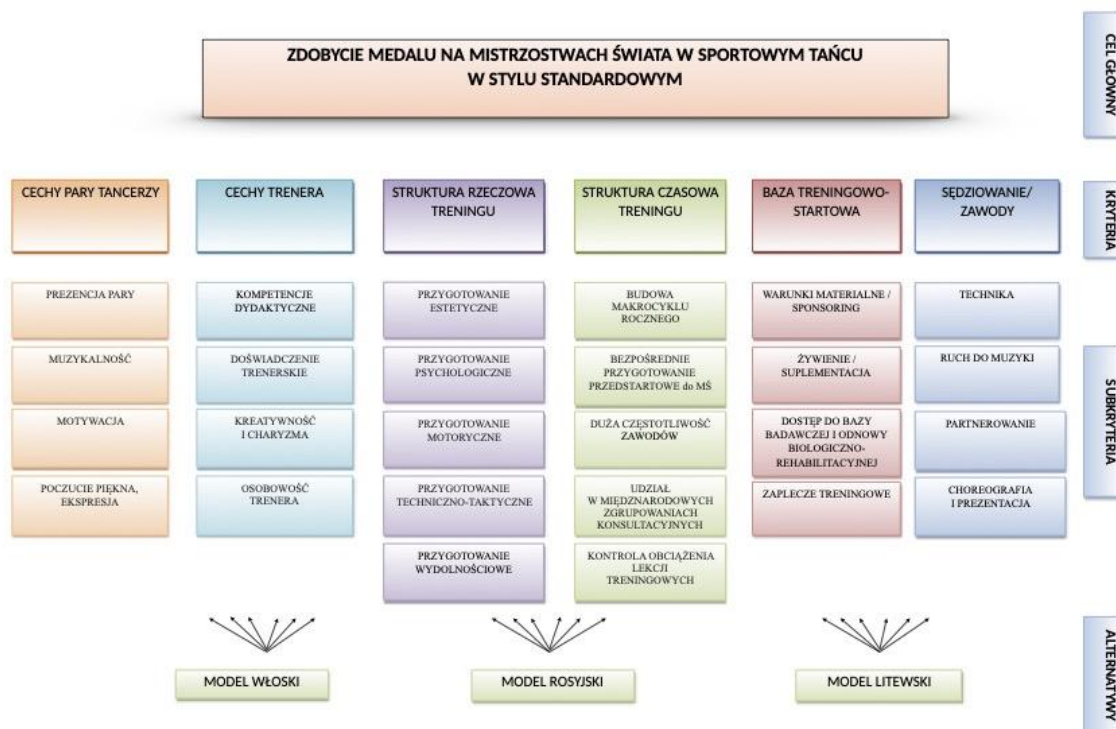 ZDOBYCIE MEDALU NA MISTRZOSTWACH ŚWIATA W SPORTOWYM TAŃCU
W STYLU STANDARDOWYM
CEL GŁÓWNY
CECHY PARY TANCERZY
CECHY TRENERA
STRUKTURA RZECZOWA
TRENINGU
STRUKTURA CZASOWA
TRENINGU
BAZA TRENINGOWO-
STARTOWA
SĘDZIOWANIE/
ZAWODY
KRYTERIA
PREZENCJA PARY
MUZYKALNOŚĆ
MOTYWACJA
POCZUCIE PIĘKNA,
EKSPRESJA
KOMPETENCJE
DYDAKTYCZNE
DOŚWIADCZENIE
TRENERSKIE
KREATYWNOŚĆ
I CHARYZMA
OSOBOWOŚĆ
TRENERA
PRZYGOTOWANIE
ESTETYCZNE
PRZYGOTOWANIE
PSYCHOLOGICZNE
PRZYGOTOWANIE
MOTORYCZNE
PRZYGOTOWANIE
TECHNICZNO-TAKTYCZNE
PRZYGOTOWANIE
WYDOLNOŚCIOWE
BUDOWA
MAKROCYKLU
ROCZNEGO
BEZPOŚREDNIE
PRZYGOTOWANIE
PRZEDSTARTOWE do MŚ
DUŻA CZĘSTOTLIWOŚĆ
ZAWODÓW
UDZIAŁ
W MIĘDZNARODOWYCH
ZGRUPOWANIACH
KONSULTACYJNYCH
KONTROLA OBCIĄŻENIA
LEKCJI
TRENINGOWYCH
WARUNKI MATERIALNE /
SPONSORING
ŻYWIENIE /
SUPLEMENTACJA
DOSTĘP DO BAZY
BADAWCZEJ I ODNOWY
BIOLOGICZNO-
REHABILITACYJNEJ
ZAPLECZE TRENINGOWE
TECHNIKA
RUCH DO MUZYKI
PARTNEROWANIE
CHOREOGRAFIA
I PREZENTACJA
SUBKRYTERIA
MODEL WŁOSKI
MODEL ROSYJSKI
MODEL LITEWSKI
ALTERNATYWY